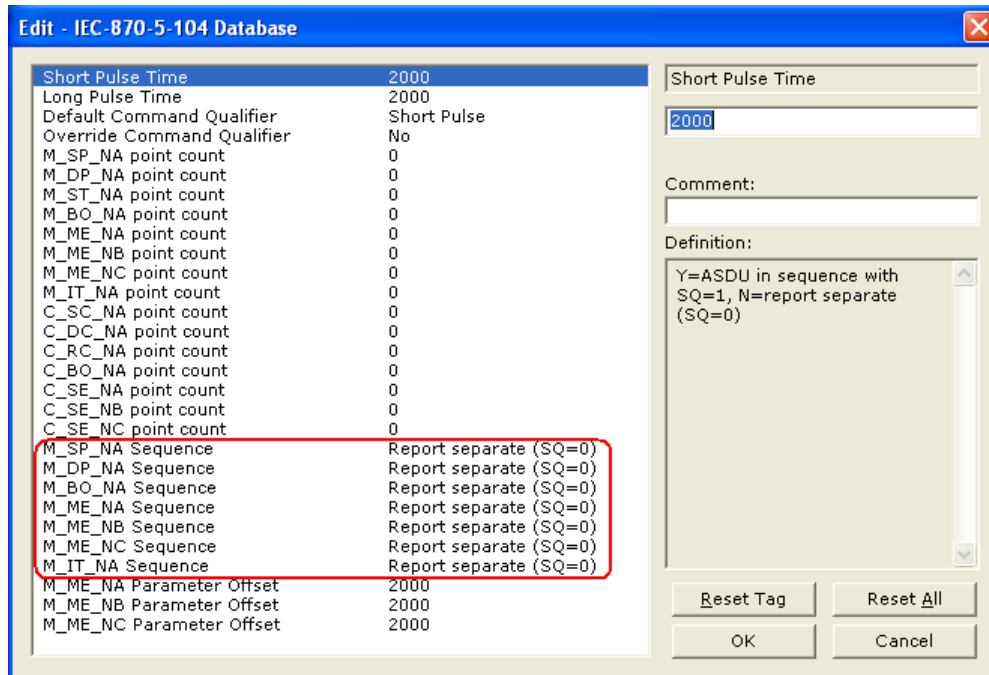 Edit - IEC-870-5-104 Database
Short Pulse Time 2000
Long Pulse Time 2000
Default Command Qualifier Short Pulse
Override Command Qualifier No
M_SP_NA point count 0
M_DP_NA point count 0
M_ST_NA point count 0
M_BO_NA point count 0
M_ME_NA point count 0
M_ME_NB point count 0
M_ME_NC point count 0
M_IT_NA point count 0
C_SC_NA point count 0
C_DC_NA point count 0
C_RC_NA point count 0
C_BO_NA point count 0
C_SE_NA point count 0
C_SE_NB point count 0
C_SE_NC point count 0
M_SP_NA Sequence Report separate (SQ=0)
M_DP_NA Sequence Report separate (SQ=0)
M_BO_NA Sequence Report separate (SQ=0)
M_ME_NA Sequence Report separate (SQ=0)
M_ME_NB Sequence Report separate (SQ=0)
M_ME_NC Sequence Report separate (SQ=0)
M_IT_NA Sequence Report separate (SQ=0)
M_ME_NA Parameter Offset 2000
M_ME_NB Parameter Offset 2000
M_ME_NC Parameter Offset 2000
Short Pulse Time
2000
Comment:
Definition:
Y=ASDU in sequence with
SQ=1, N=report separate
(SQ=0)
Reset Tag
Reset All
OK
Cancel